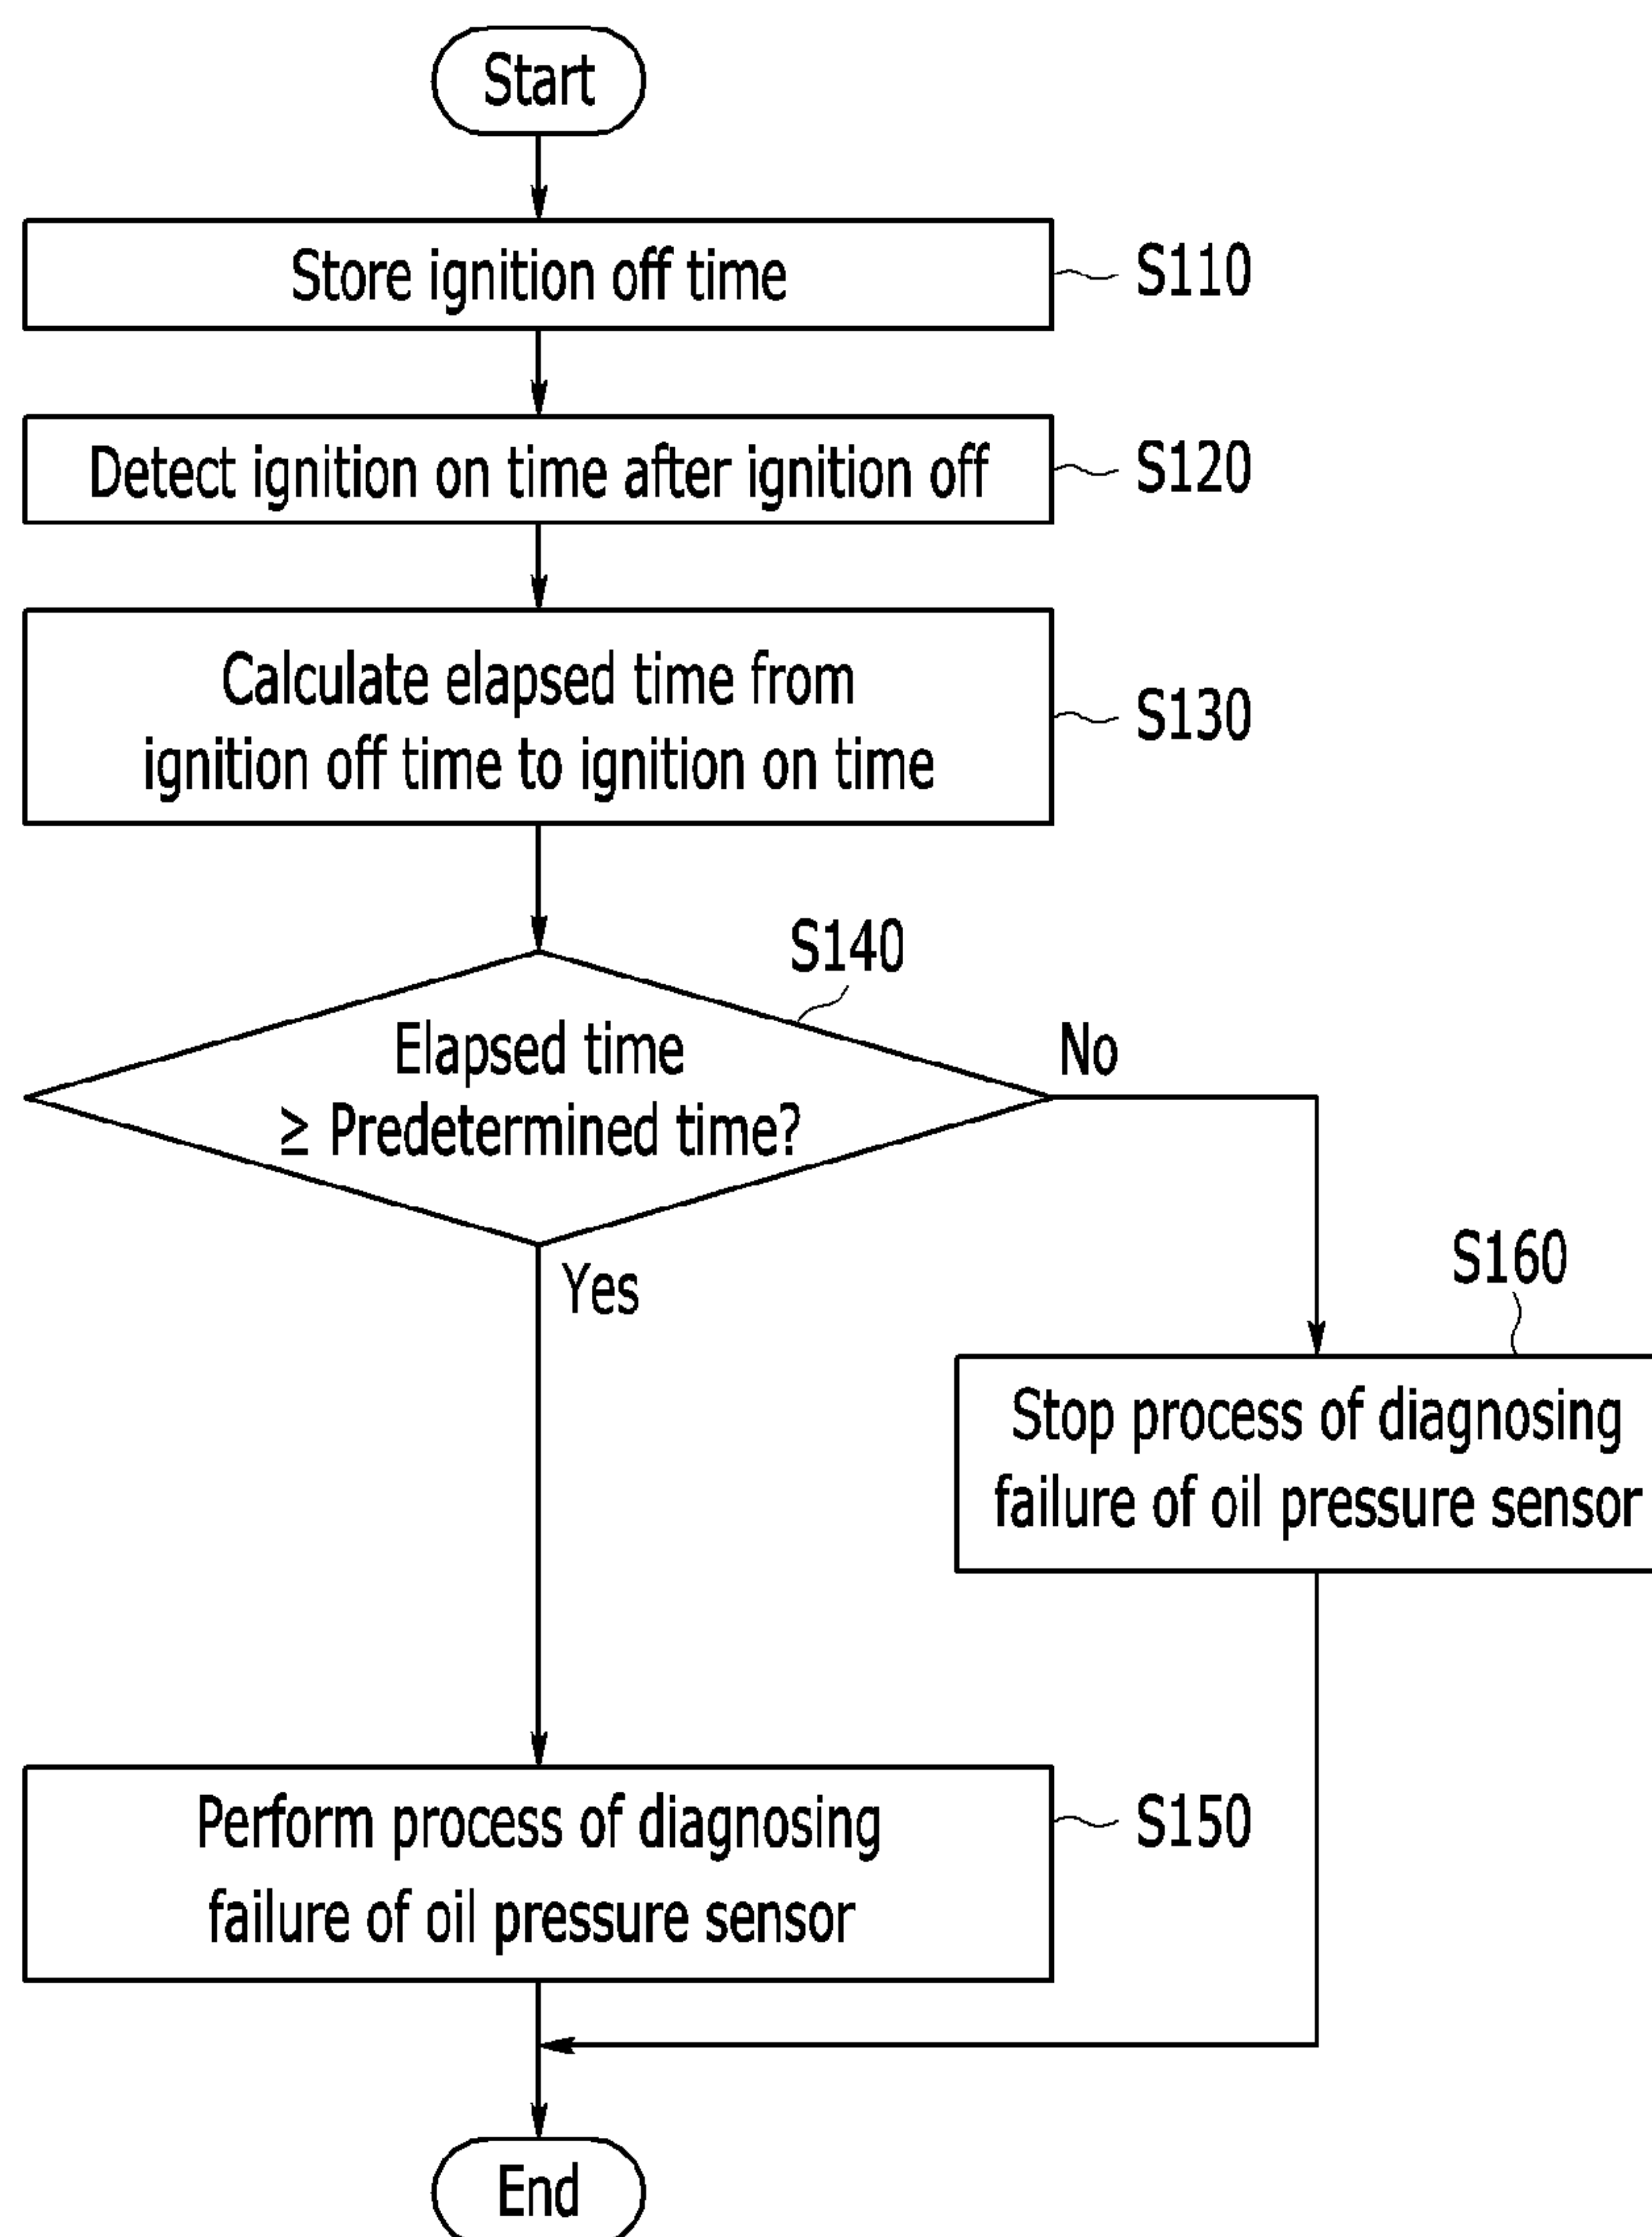 Start
Store ignition off time
S110
Detect ignition on time after ignition off
S120
Calculate elapsed time from
ignition off time to ignition on time
S130
S140
Elapsed time
≥ Predetermined time?
No
Yes
S160
Stop process of diagnosing
failure of oil pressure sensor
Perform process of diagnosing
failure of oil pressure sensor
S150
End